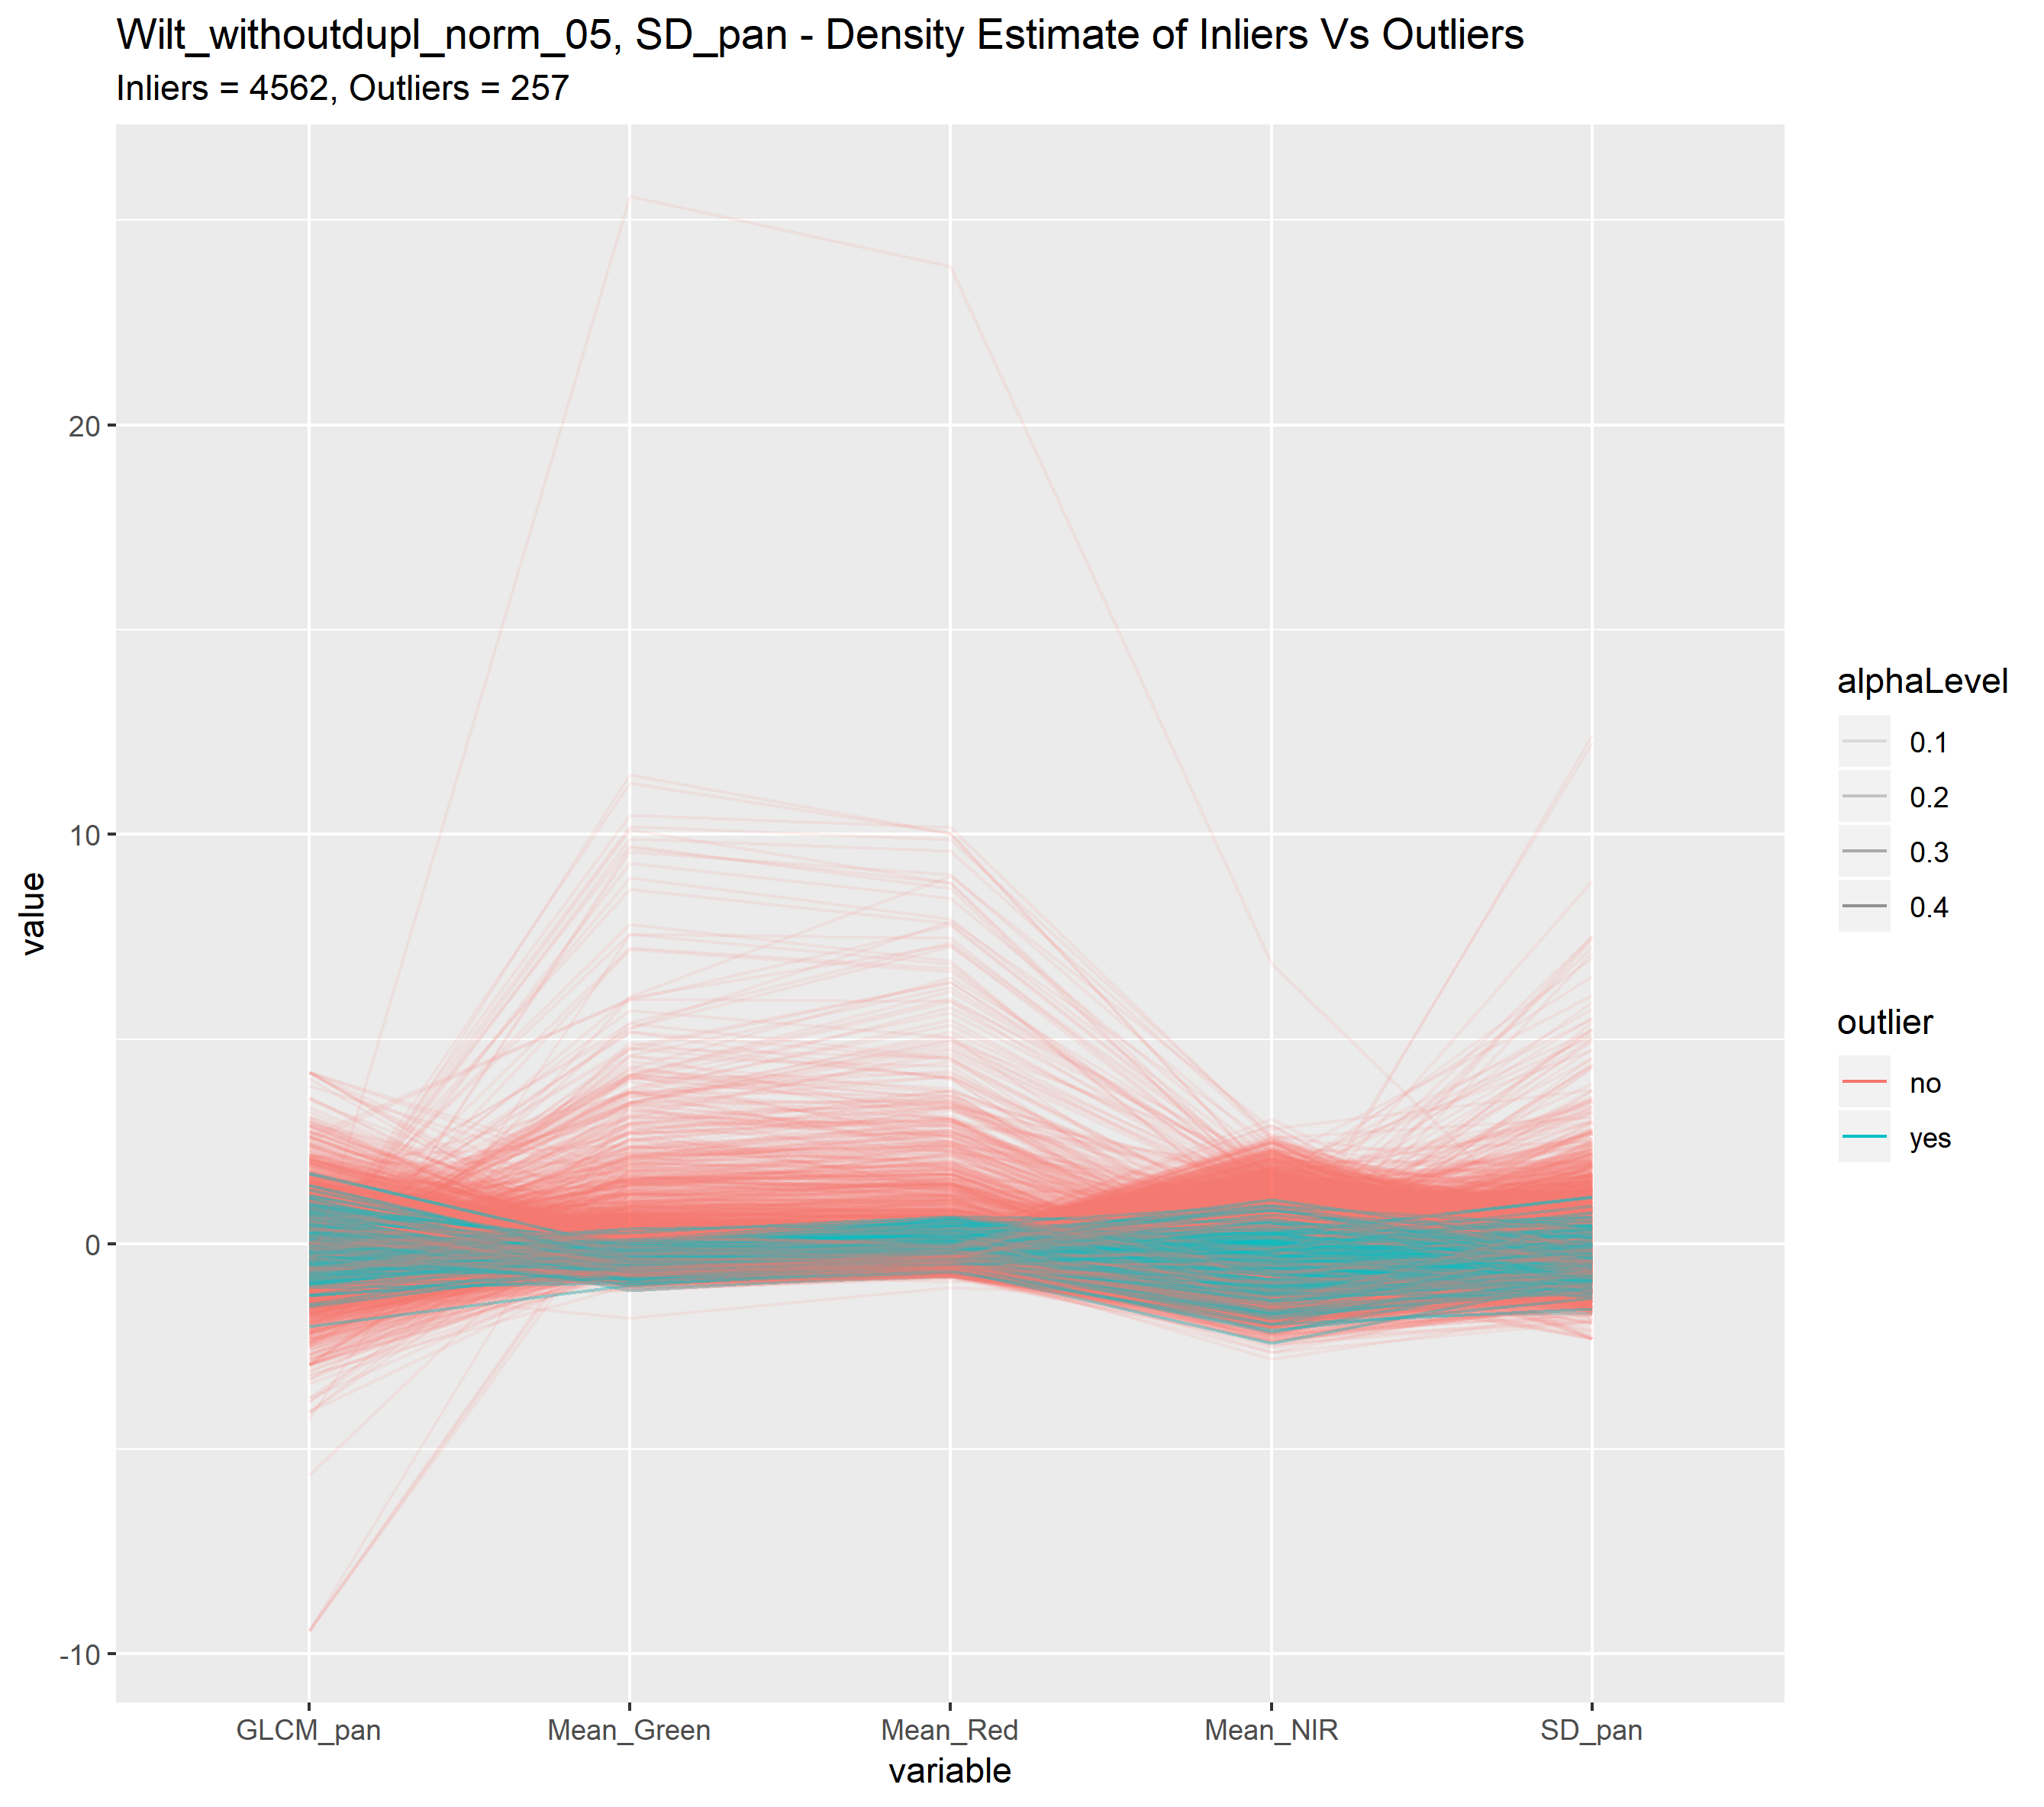 Wilt_withoutdupl_norm_05, SD_pan - Density Estimate of Inliers Vs Outliers
Inliers = 4562, Outliers = 257
value
20
10
0
-10
GLCM_pan
Mean_Green
Mean_Red
Mean_NIR
SD_pan
variable
alphaLevel
0.1
0.2
0.3
0.4
outlier
no
yes